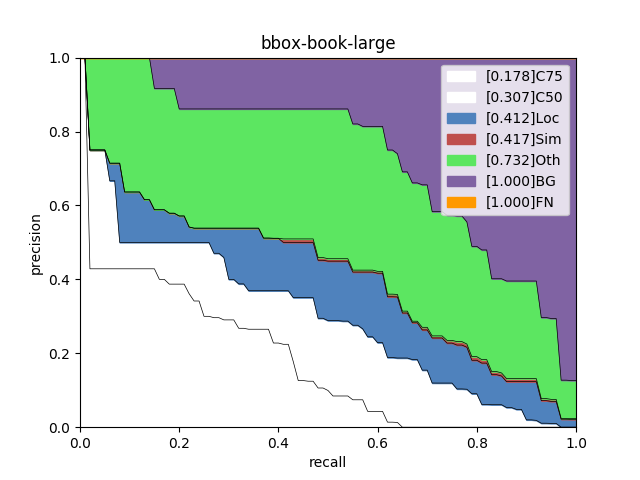 bbox-book-large
1.0
0.8
0.6
0.4
0.2
0.0
precision
[0.178]C75
[0.307]C50
[0.412]Loc
[0.417]Sim
[0.732]Oth
[1.000]BG
[1.000]FN
0.0 0.2 0.4 0.6 0.8 1.0
recall